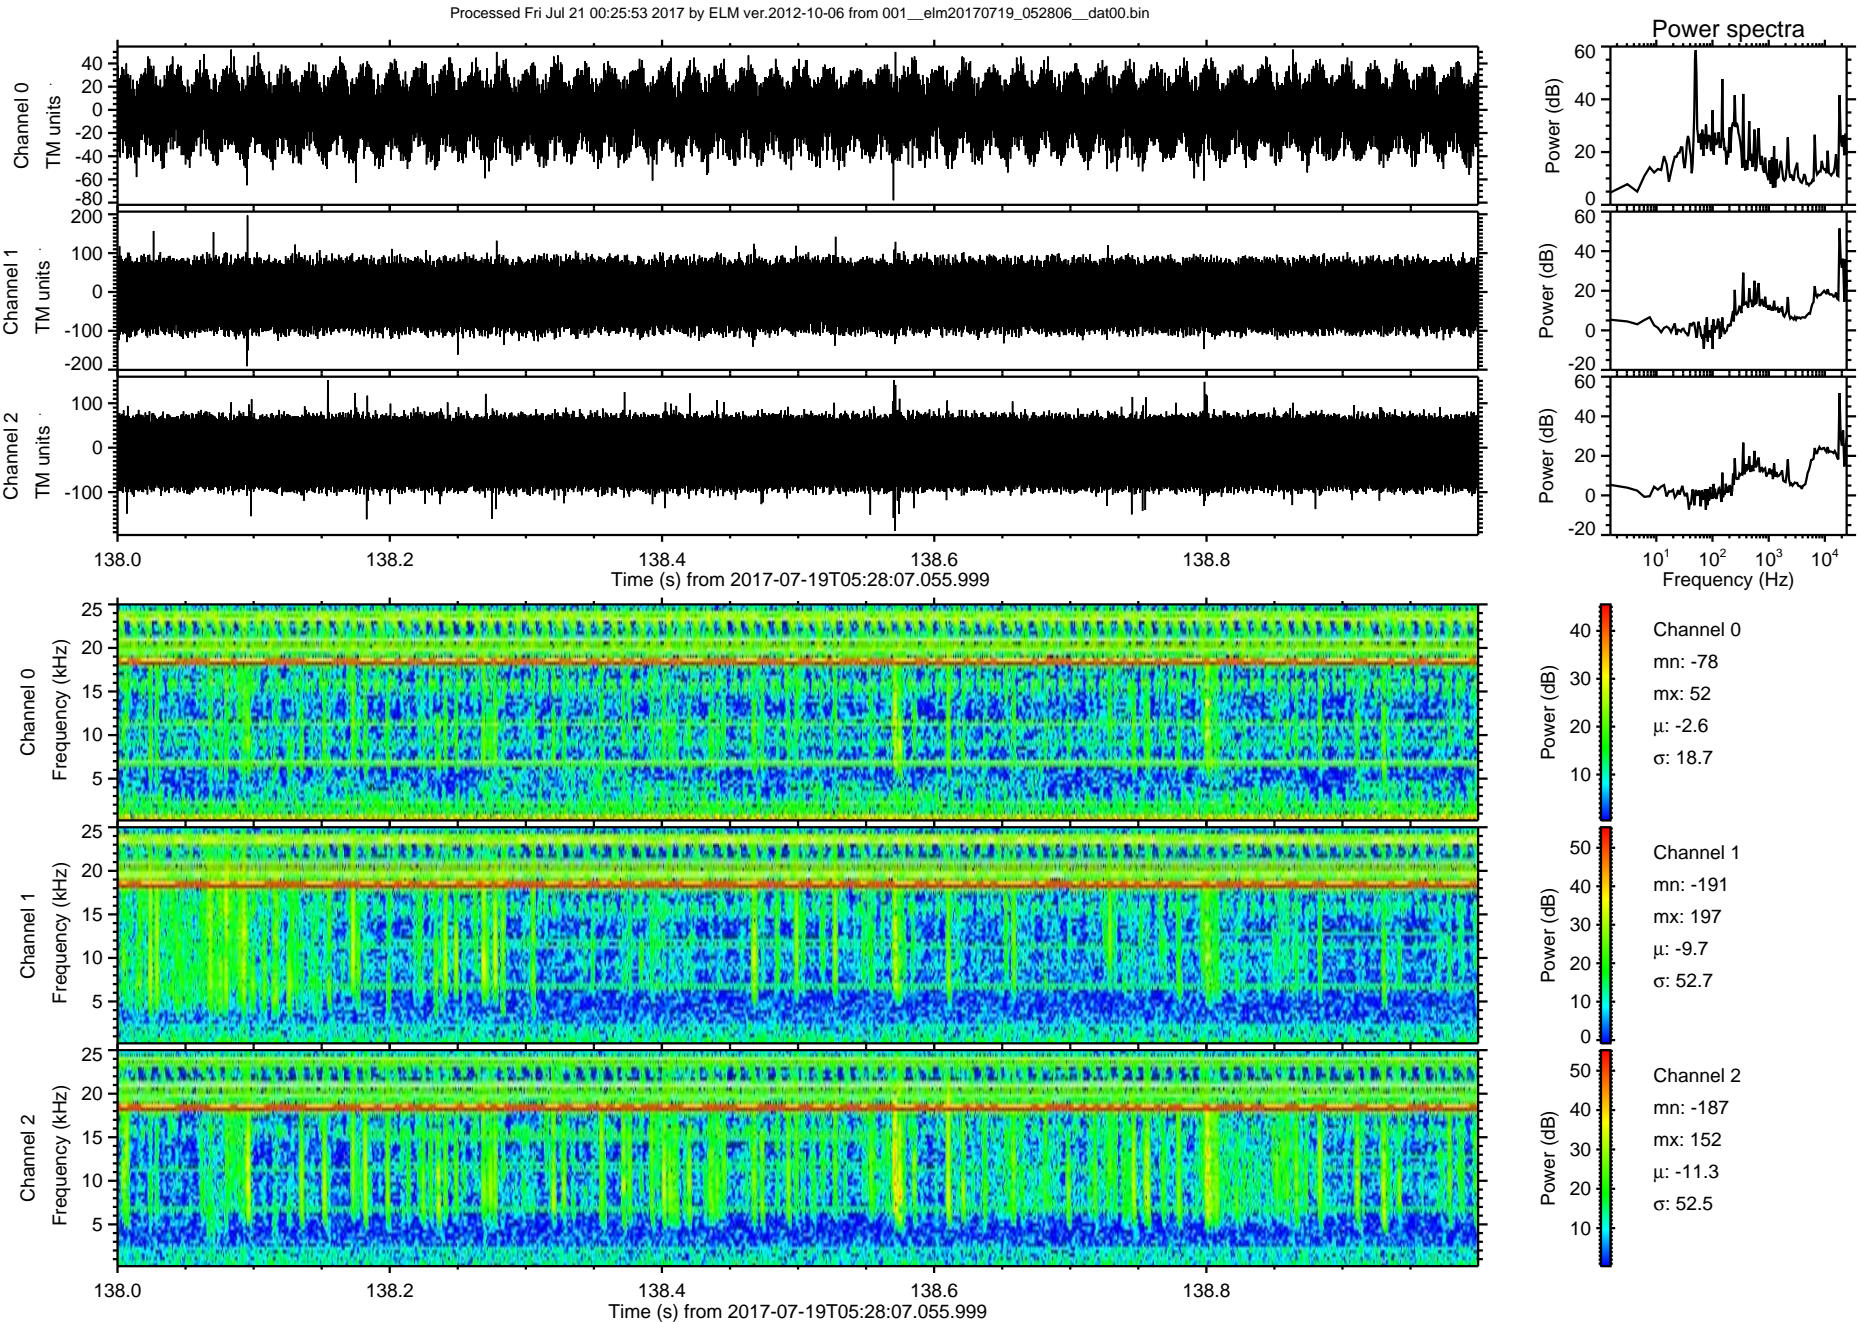 Processed Fri Jul 21 00:25:53 2017 by ELM ver.2012-10-06 from 001__elm20170719_052806__dat00.bin
Power spectra
Channel 0
TM units
40
20
0
-20
-40
-60
-80
Power (dB)
60
40
20
0
Channel 1
TM units
200
100
0
-100
-200
Power (dB)
60
40
20
0
-20
Channel 2
TM units
100
0
-100
Power (dB)
60
40
20
0
-20
138.0 138.2 138.4 138.6 138.8
Time (s) from 2017-07-19T05:28:07.055.999
10^1 10^2 10^3 10^4
Frequency (Hz)
Channel 0
Frequency (kHz)
25
20
15
10
5
Power (dB)
40
30
20
10
Channel 0
mn: -78
mx: 52
μ: -2.6
σ: 18.7
Channel 1
Frequency (kHz)
25
20
15
10
5
Power (dB)
50
40
30
20
10
0
Channel 1
mn: -191
mx: 197
μ: -9.7
σ: 52.7
Channel 2
Frequency (kHz)
25
20
15
10
5
Power (dB)
50
40
30
20
10
Channel 2
mn: -187
mx: 152
μ: -11.3
σ: 52.5
138.0 138.2 138.4 138.6 138.8
Time (s) from 2017-07-19T05:28:07.055.999